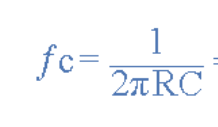 fc = 1 / 2πRC =